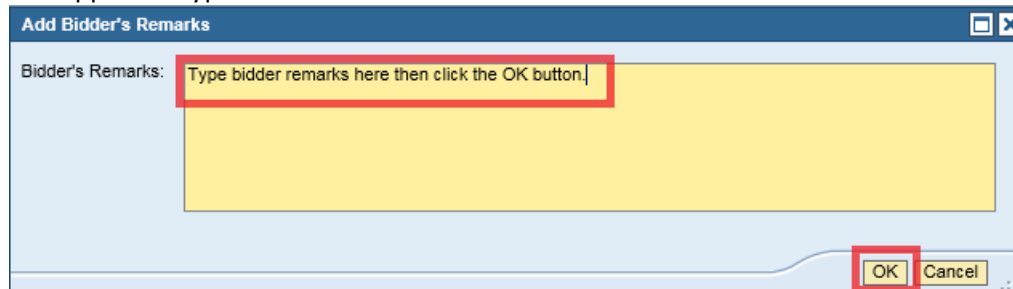 Add Bidder's Remarks
Bidder's Remarks: Type bidder remarks here then click the OK button.
OK Cancel